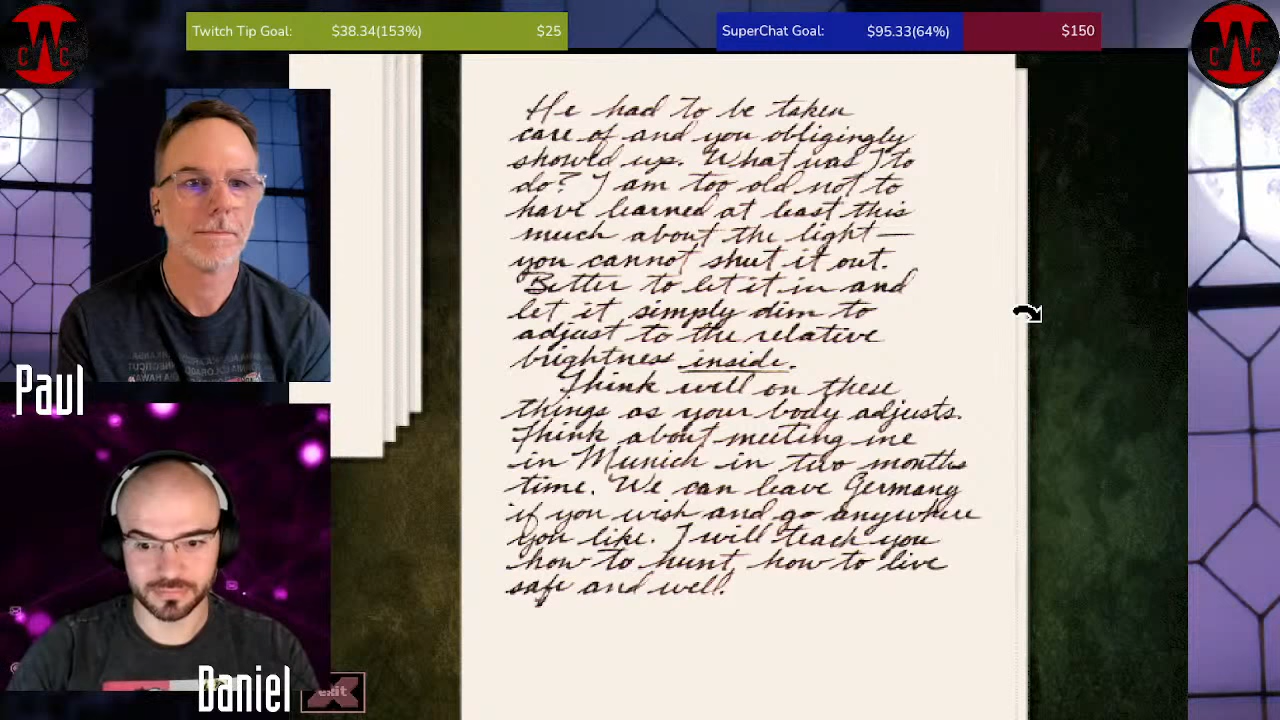 Twitch Tip Goal: $38.34(153%) $25
SuperChat Goal: $95.33(64%) $150
WCC
WCC
He had to be taken
care of and you obligingly
showed up. What was I to
do? I am too old not to
have learned at least this
much about the light—
you cannot shut it out.
Better to let it in and
let it simply dim to
adjust to the relative
brightness inside.
Think well on these
things as your body adjusts.
Think about meeting me
in Munich in two months
time. We can leave Germany
if you wish and go anywhere
you like. I will teach you
how to hunt, how to live
safe and well.
Paul
Daniel
exit